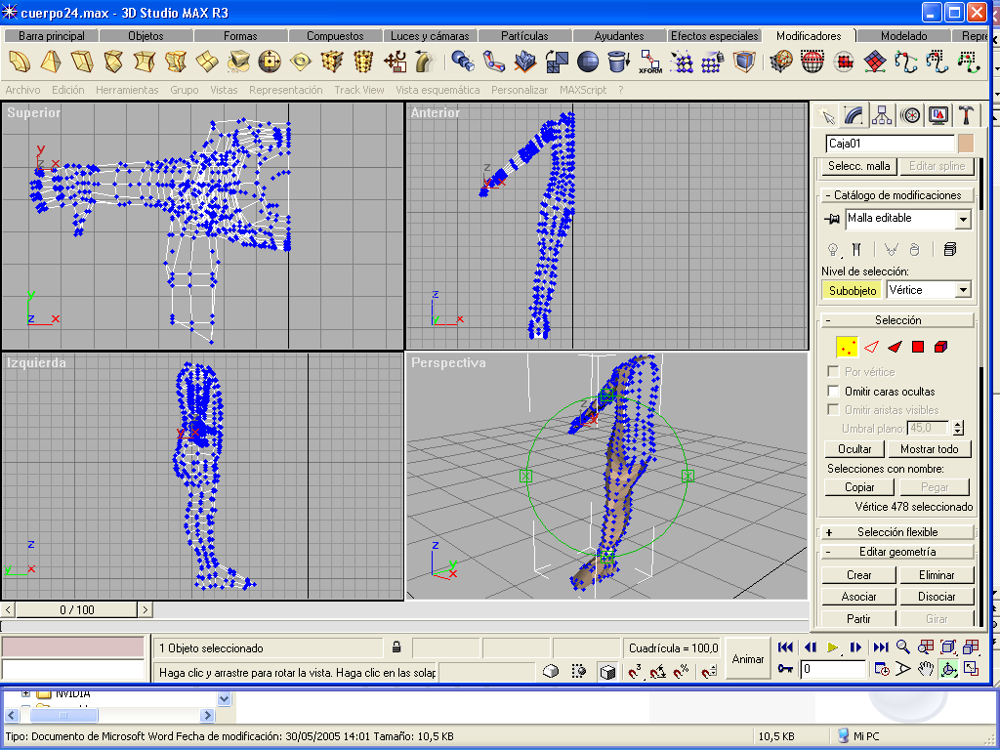 cuerpo24.max - 3D Studio MAX R3
Barra principal Objetos Formas Compuestos Luces y cámaras Partículas Ayudantes Efectos especiales Modificadores Modelado Repre
XFORM
Archivo Edición Herramientas Grupo Vistas Representación Track View Vista esquemática Personalizar MAXScript ?
Superior
y
z x
y
z x
Anterior
z
x
z
y x
Caja01
Selecc. malla Editar spline
- Catálogo de modificaciones
Malla editable
Nivel de selección:
Subobjeto Vértice
- Selección
Por vértice
Omitir caras ocultas
Omitir aristas visibles
Umbral plano: 45,0
Ocultar Mostrar todo
Selecciones con nombre:
Copiar Pegar
Vértice 478 seleccionado
+ Selección flexible
- Editar geometría
Crear Eliminar
Asociar Disociar
Partir Girar
Izquierda
y x
z
y x
Perspectiva
z
x
z
y
x
< 0 / 100 >
1 Objeto seleccionado Cuadrícula = 100,0
Animar
Haga clic y arrastre para rotar la vista. Haga clic en las solap
3 %
0
NVIDIA
Tipo: Documento de Microsoft Word Fecha de modificación: 30/05/2005 14:01 Tamaño: 10,5 KB 10,5 KB Mi PC